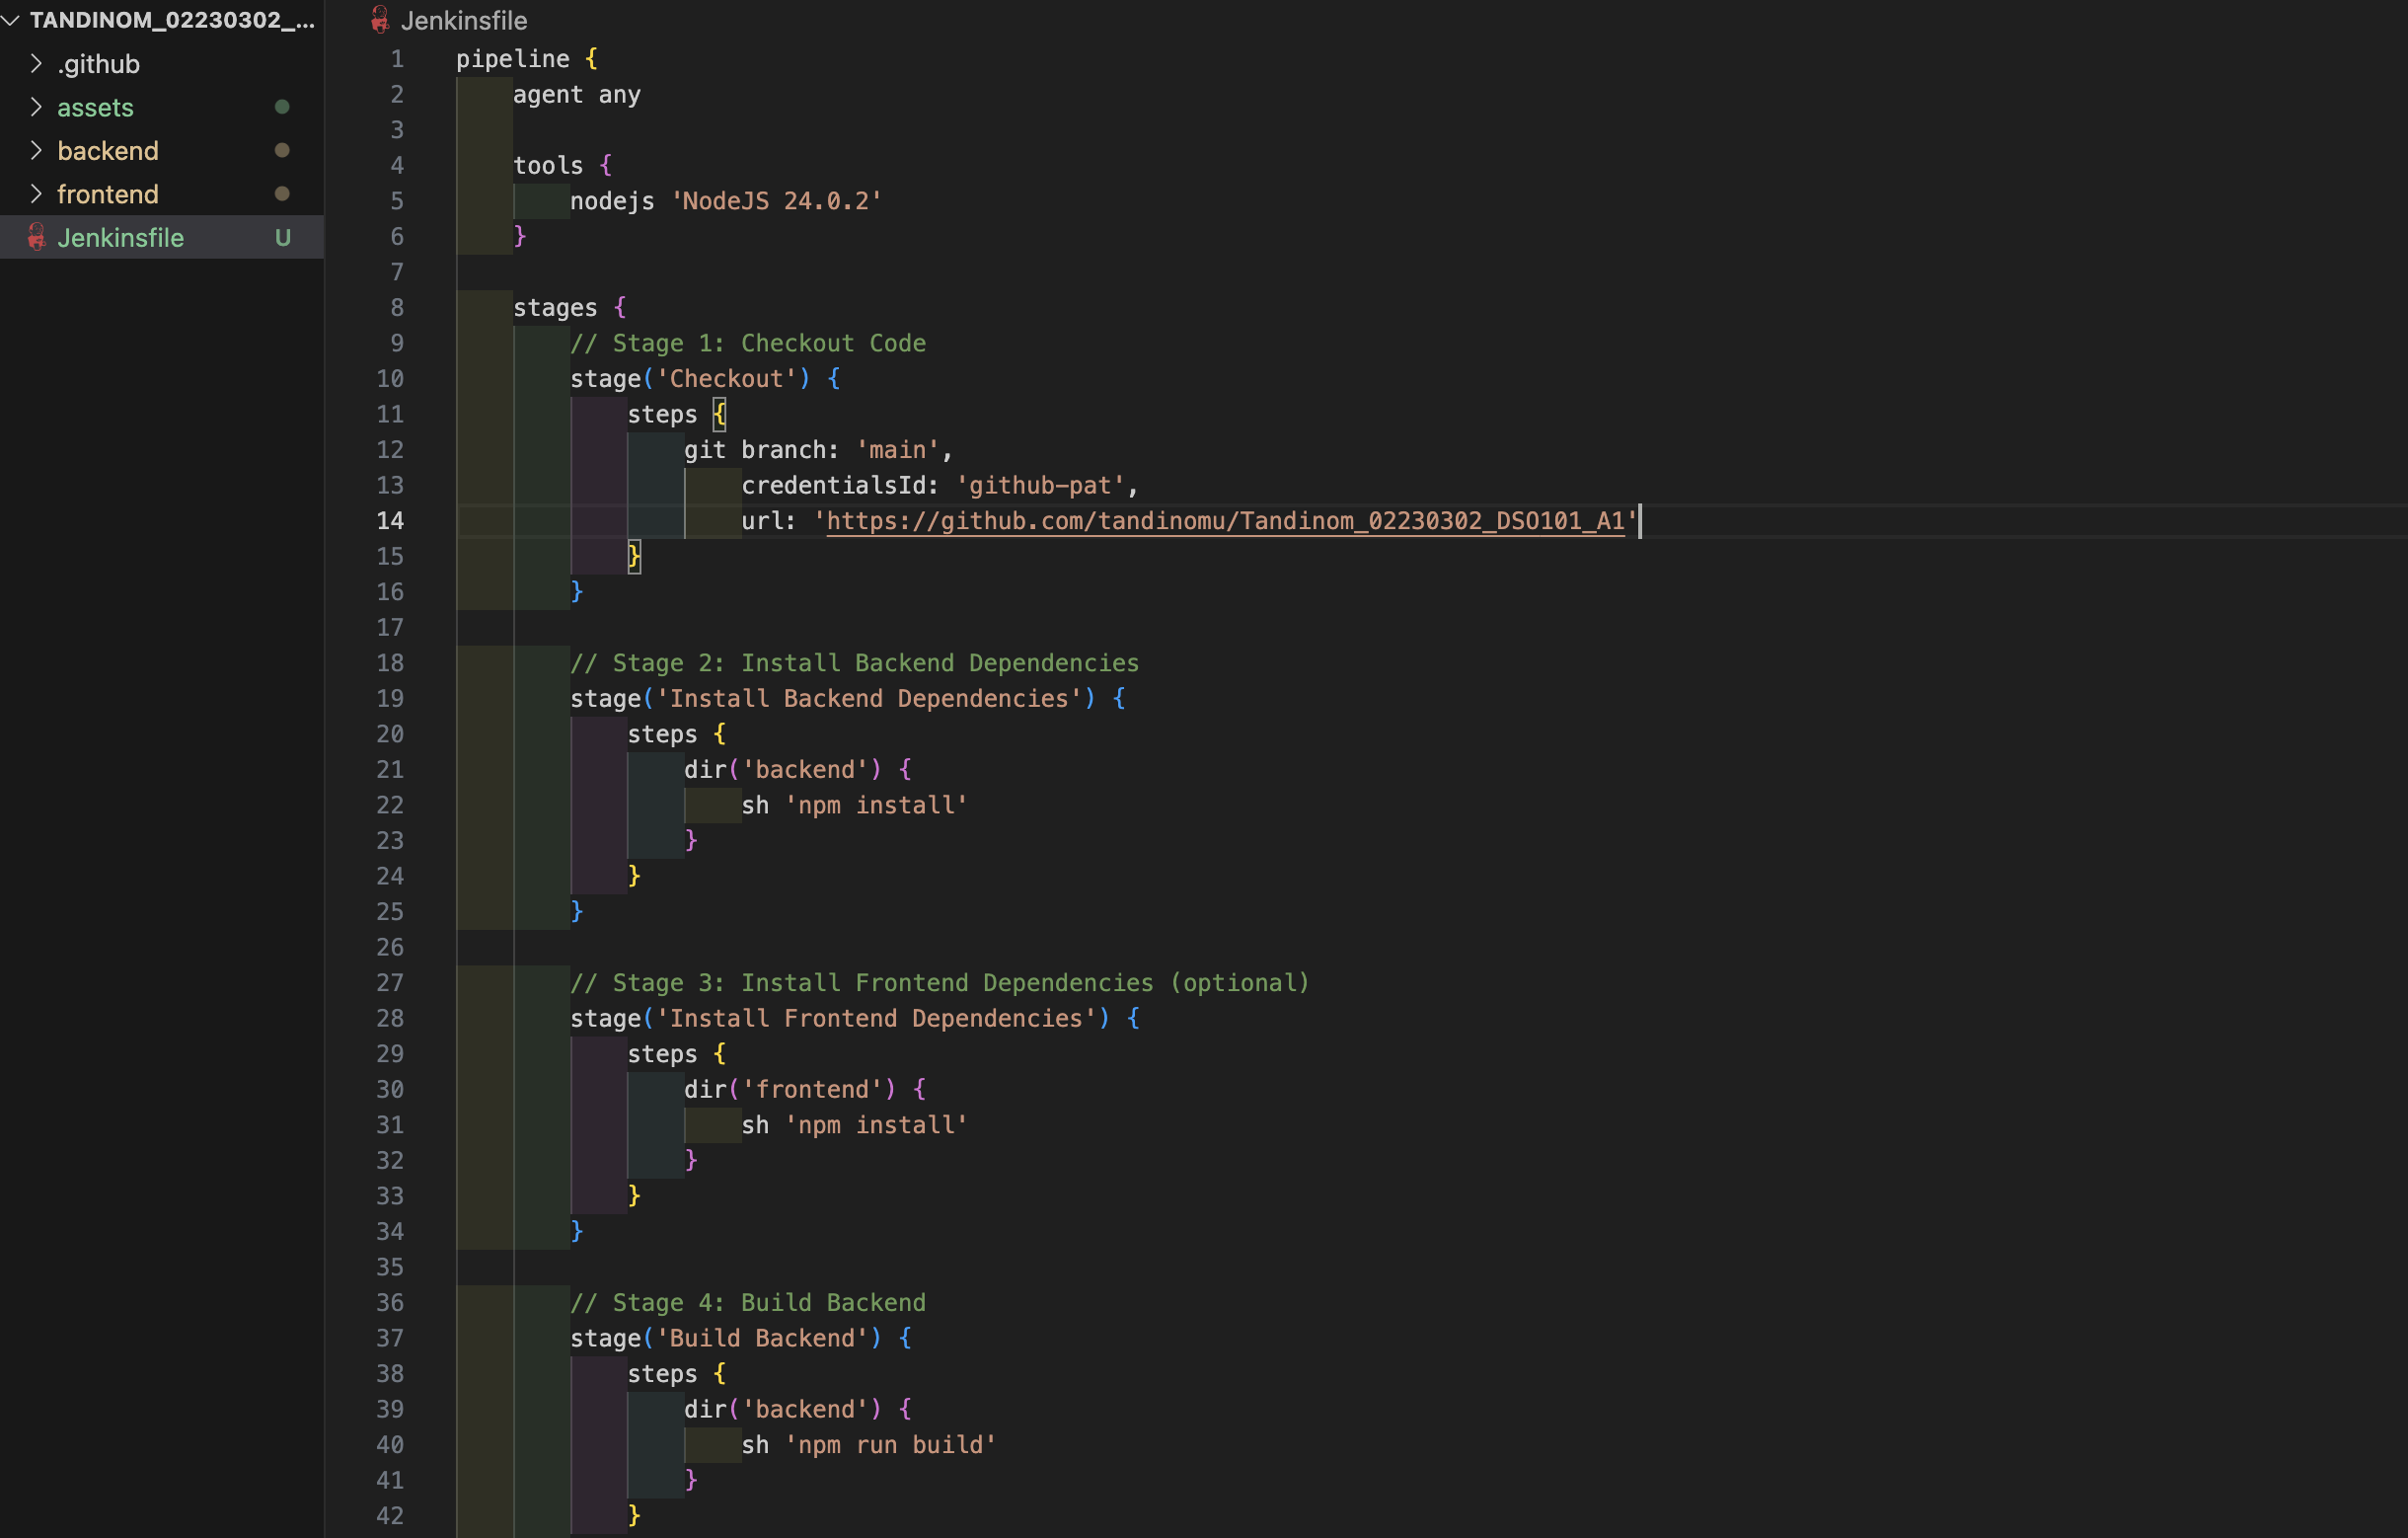 TANDINOM_02230302_...
.github
assets
backend
frontend
Jenkinsfile U
Jenkinsfile
1 pipeline {
2     agent any
3
4     tools {
5         nodejs 'NodeJS 24.0.2'
6     }
7
8     stages {
9         // Stage 1: Checkout Code
10         stage('Checkout') {
11             steps {
12                 git branch: 'main',
13                     credentialsId: 'github-pat',
14                     url: 'https://github.com/tandinomu/Tandinom_02230302_DSO101_A1'
15             }
16         }
17
18         // Stage 2: Install Backend Dependencies
19         stage('Install Backend Dependencies') {
20             steps {
21                 dir('backend') {
22                     sh 'npm install'
23                 }
24             }
25         }
26
27         // Stage 3: Install Frontend Dependencies (optional)
28         stage('Install Frontend Dependencies') {
29             steps {
30                 dir('frontend') {
31                     sh 'npm install'
32                 }
33             }
34         }
35
36         // Stage 4: Build Backend
37         stage('Build Backend') {
38             steps {
39                 dir('backend') {
40                     sh 'npm run build'
41                 }
42             }